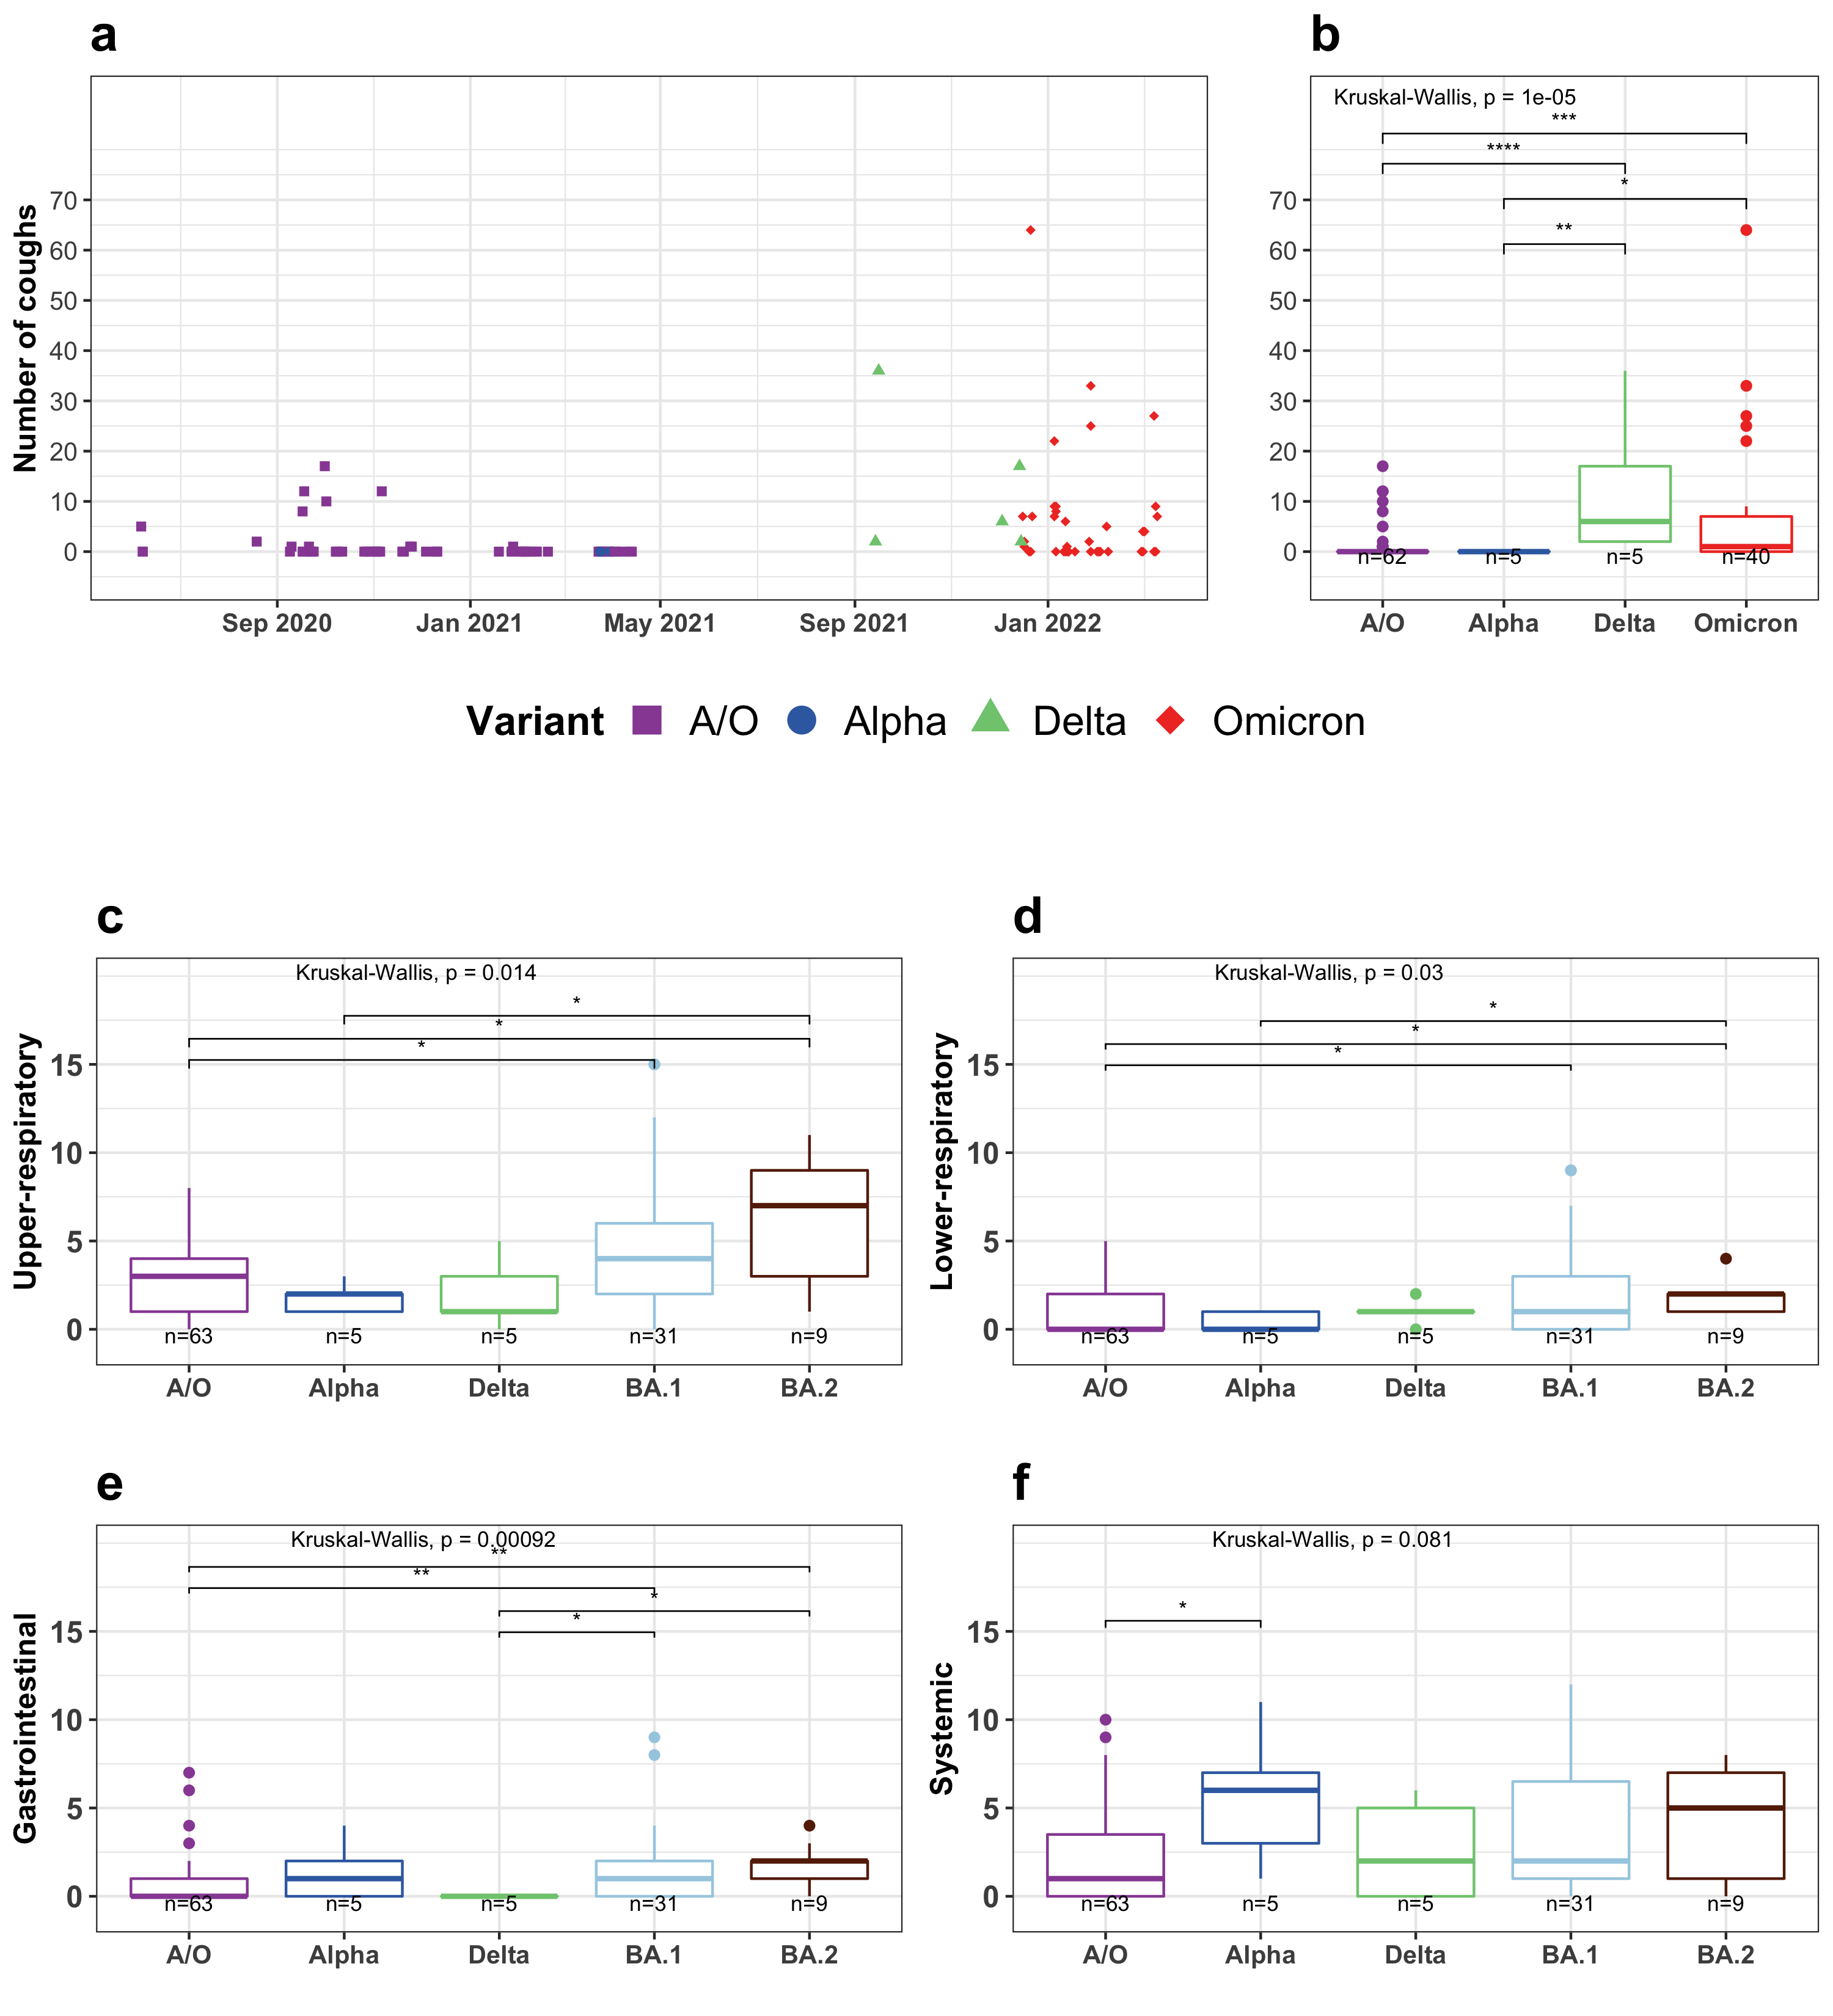 a
Number of coughs
70
60
50
40
30
20
10
0
Sep 2020 Jan 2021 May 2021 Sep 2021 Jan 2022
b
Kruskal-Wallis, p = 1e-05
***
****
*
**
70
60
50
40
30
20
10
0
n=62 n=5 n=5 n=40
A/O Alpha Delta Omicron
Variant A/O Alpha Delta Omicron
c
Upper-respiratory
Kruskal-Wallis, p = 0.014
*
*
*
15
10
5
0
n=63 n=5 n=5 n=31 n=9
A/O Alpha Delta BA.1 BA.2
d
Lower-respiratory
Kruskal-Wallis, p = 0.03
*
*
*
15
10
5
0
n=63 n=5 n=5 n=31 n=9
A/O Alpha Delta BA.1 BA.2
e
Gastrointestinal
Kruskal-Wallis, p = 0.00092
**
**
*
*
15
10
5
0
n=63 n=5 n=5 n=31 n=9
A/O Alpha Delta BA.1 BA.2
f
Systemic
Kruskal-Wallis, p = 0.081
*
15
10
5
0
n=63 n=5 n=5 n=31 n=9
A/O Alpha Delta BA.1 BA.2